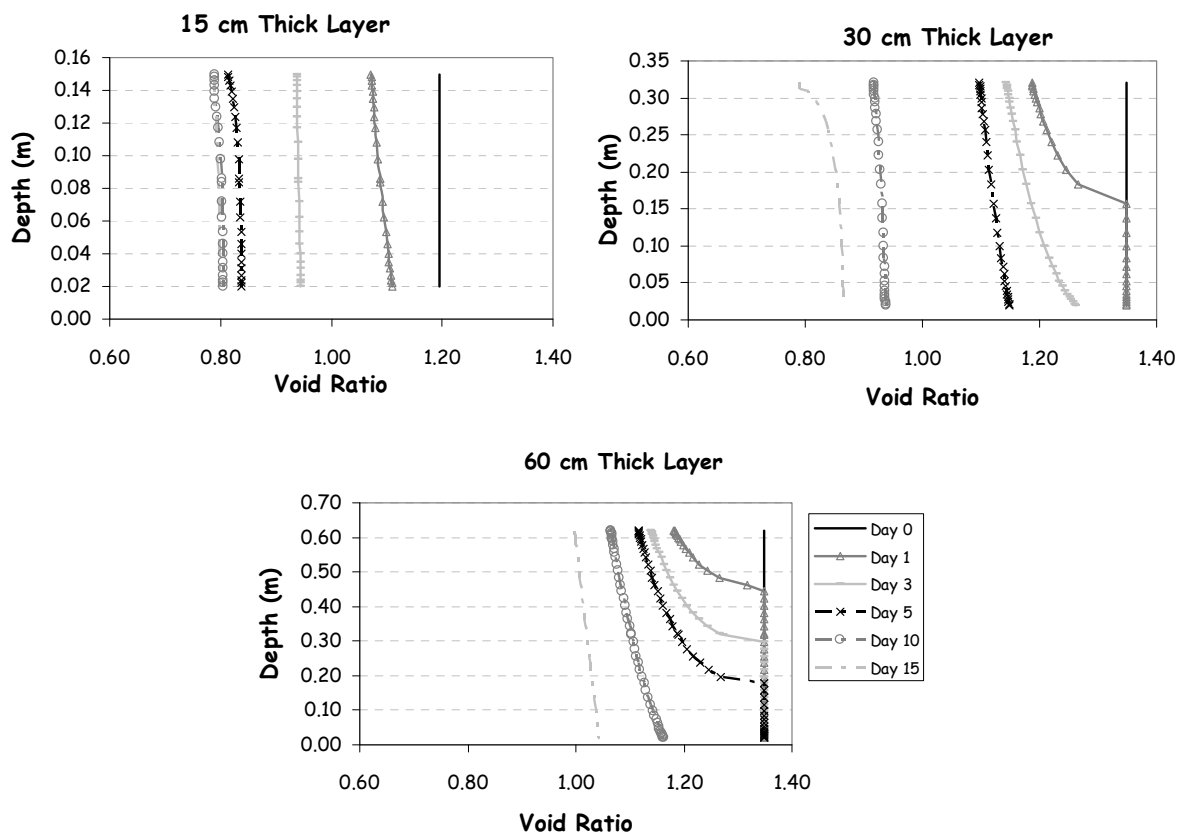 15 cm Thick Layer
Depth (m)
0.16
0.14
0.12
0.10
0.08
0.06
0.04
0.02
0.00
0.60 0.80 1.00 1.20 1.40
Void Ratio
30 cm Thick Layer
Depth (m)
0.35
0.30
0.25
0.20
0.15
0.10
0.05
0.00
0.60 0.80 1.00 1.20 1.40
Void Ratio
60 cm Thick Layer
Depth (m)
0.70
0.60
0.50
0.40
0.30
0.20
0.10
0.00
0.60 0.80 1.00 1.20 1.40
Void Ratio
Day 0
Day 1
Day 3
Day 5
Day 10
Day 15